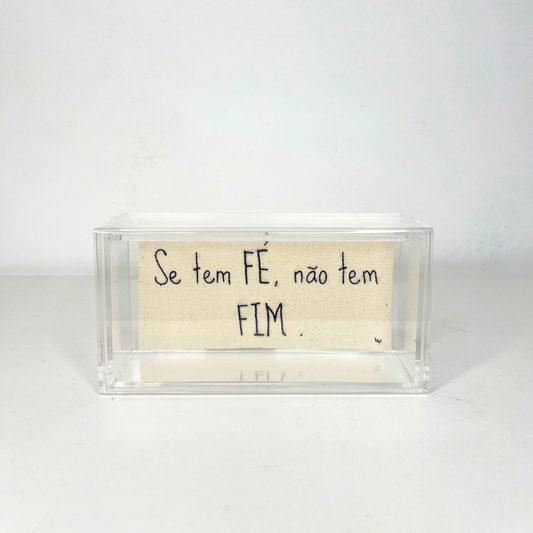 Se tem FÉ, não tem
FIM.
w